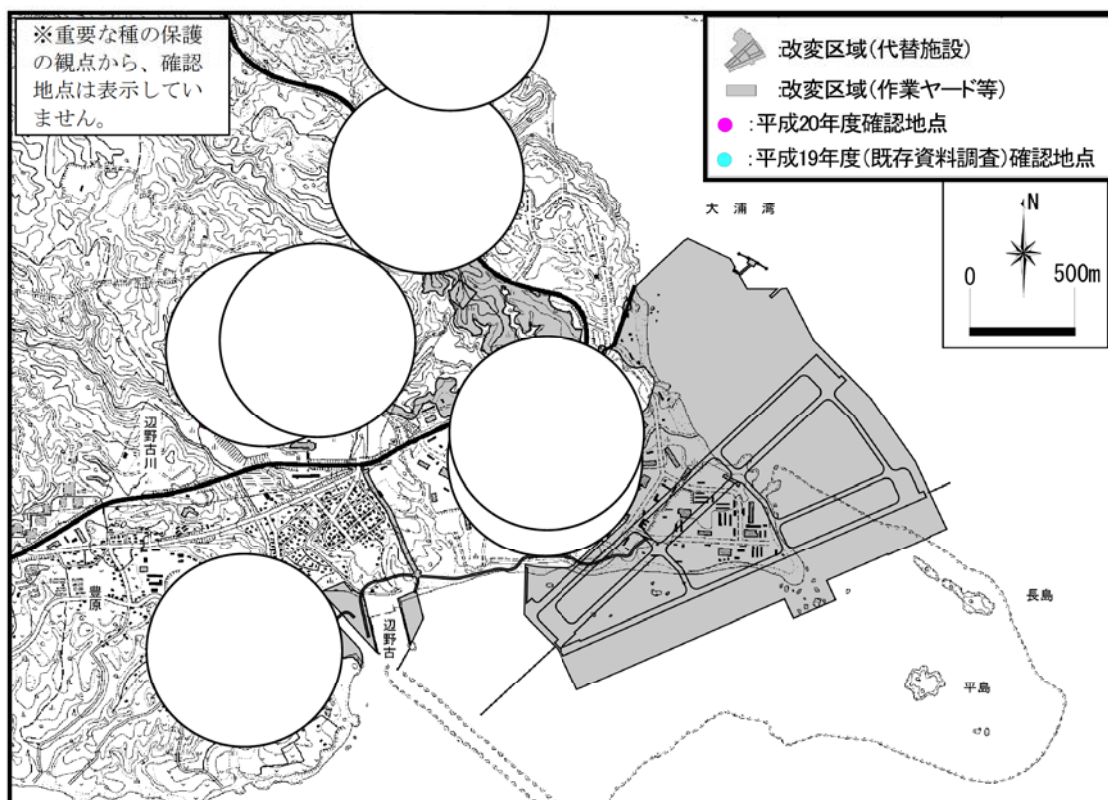 ※重要な種の保護
の観点から、確認
地点は表示してい
ません。
:改変区域(代替施設)
:改変区域(作業ヤード等)
:平成20年度確認地点
:平成19年度(既存資料調査)確認地点
大浦湾
N
0 500m
辺野古川
豊原
辺野古
長島
平島